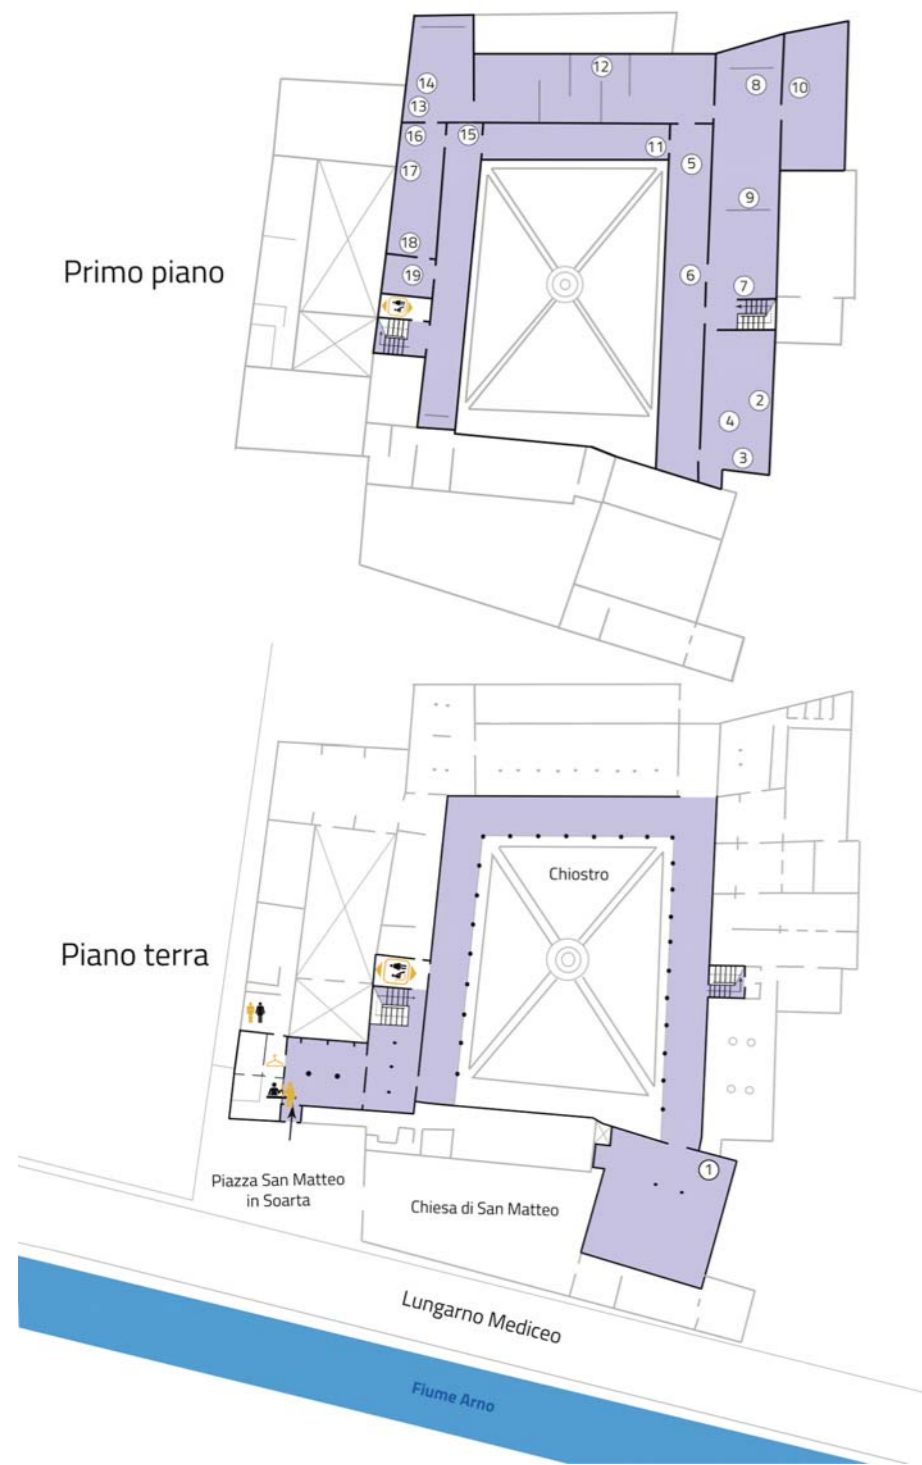 12
14
8
10
13
16
15
11
5
17
9
18
6
19
7
Primo piano
2
4
3
Chiostro
Piano terra
1
Piazza San Matteo
in Soarta
Chiesa di San Matteo
Lungarno Mediceo
Fiume Arno